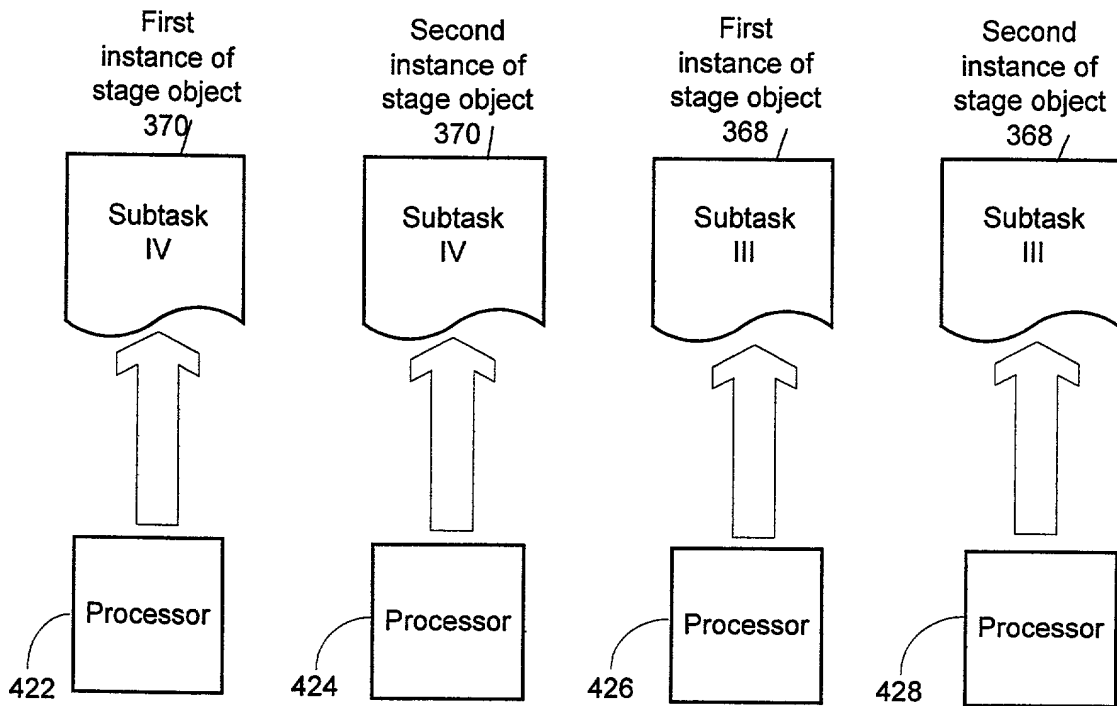 First
instance of
stage object
370
Second
instance of
stage object
370
First
instance of
stage object
368
Second
instance of
stage object
368
Subtask
IV
Subtask
IV
Subtask
III
Subtask
III
Processor
Processor
Processor
Processor
422
424
426
428